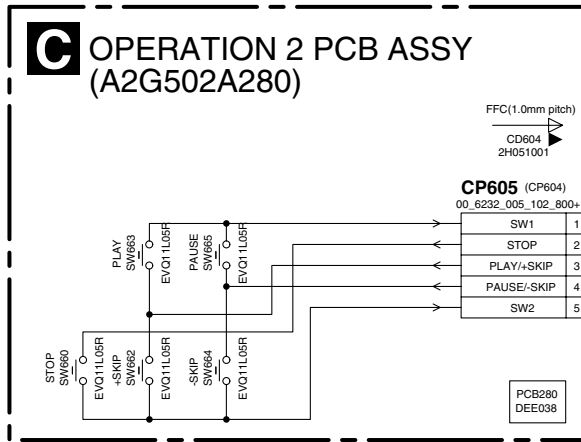 C OPERATION 2 PCB ASSY
(A2G502A280)
FFC(1.0mm pitch)
CD604
2H051001
CP605 (CP604)
00_6232_005_102_800+
SW1 1
STOP 2
PLAY/+SKIP 3
PAUSE/-SKIP 4
SW2 5
PLAY
SW663
EVQ11L05R
PAUSE
SW665
EVQ11L05R
STOP
SW660
EVQ11L05R
+SKIP
SW662
EVQ11L05R
-SKIP
SW664
EVQ11L05R
PCB280
DEE038